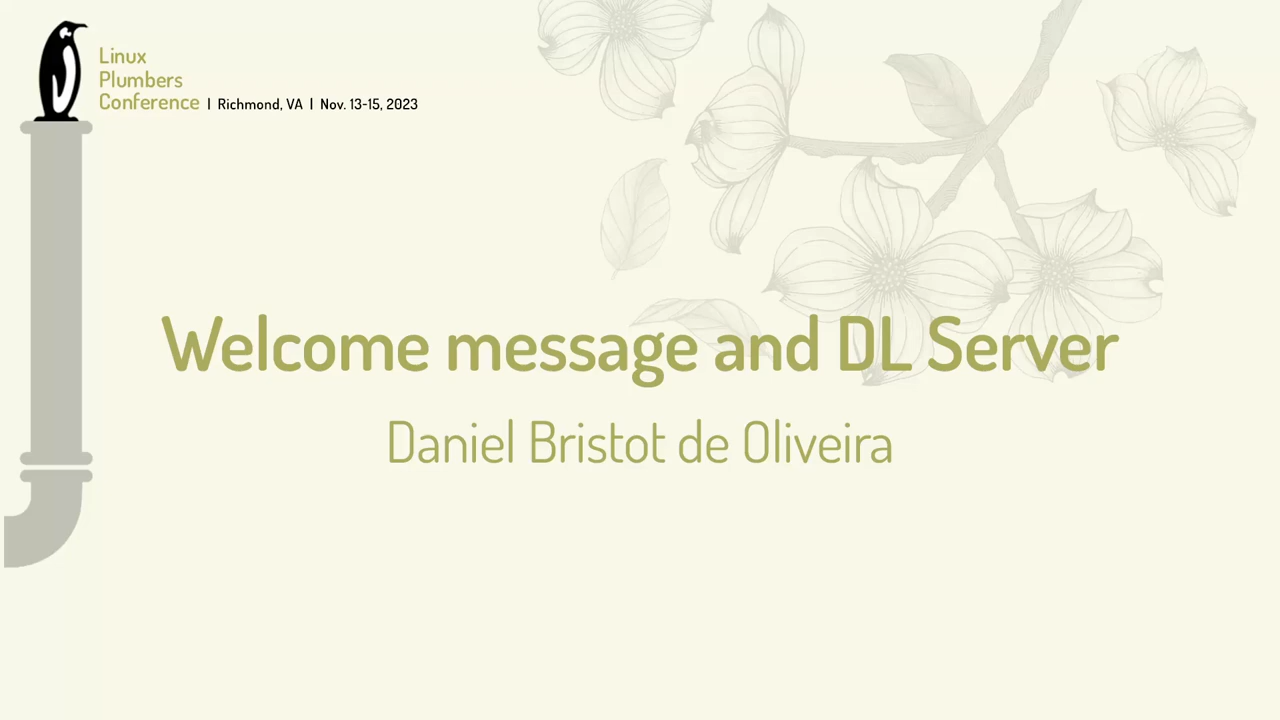 Linux
Plumbers
Conference | Richmond, VA | Nov. 13-15, 2023
Welcome message and DL Server
Daniel Bristot de Oliveira